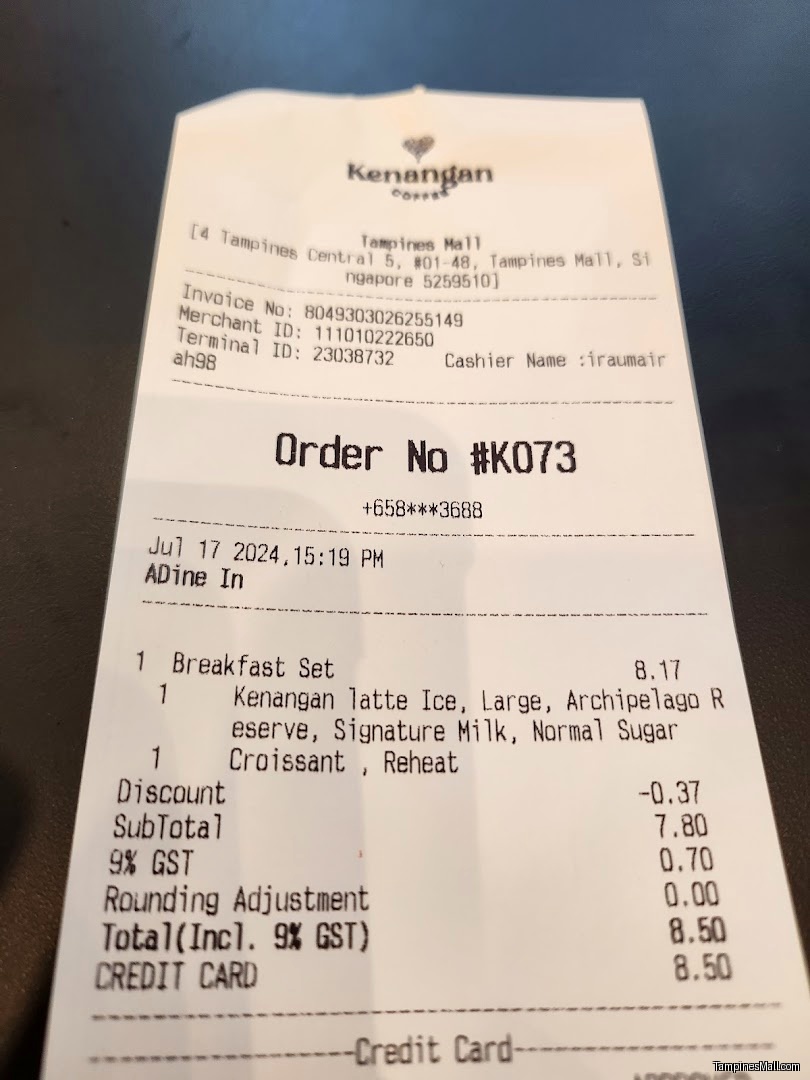 Kenangan
COFFEE
Tampines Mall
[4 Tampines Central 5, #01-48, Tampines Mall, Si
ngapore 5259510]
Invoice No: 8049303026255149
Merchant ID: 111010222650
Terminal ID: 23038732 Cashier Name :iraumair
ah98
Order No #K073
+658***3688
Jul 17 2024,15:19 PM
ADine In
1 Breakfast Set 8.17
1 Kenangan latte Ice, Large, Archipelago R
eserve, Signature Milk, Normal Sugar
1 Croissant , Reheat
Discount -0.37
SubTotal 7.80
9% GST 0.70
Rounding Adjustment 0.00
Total(Incl. 9% GST) 8.50
CREDIT CARD 8.50
Credit Card
TampinesMall.com